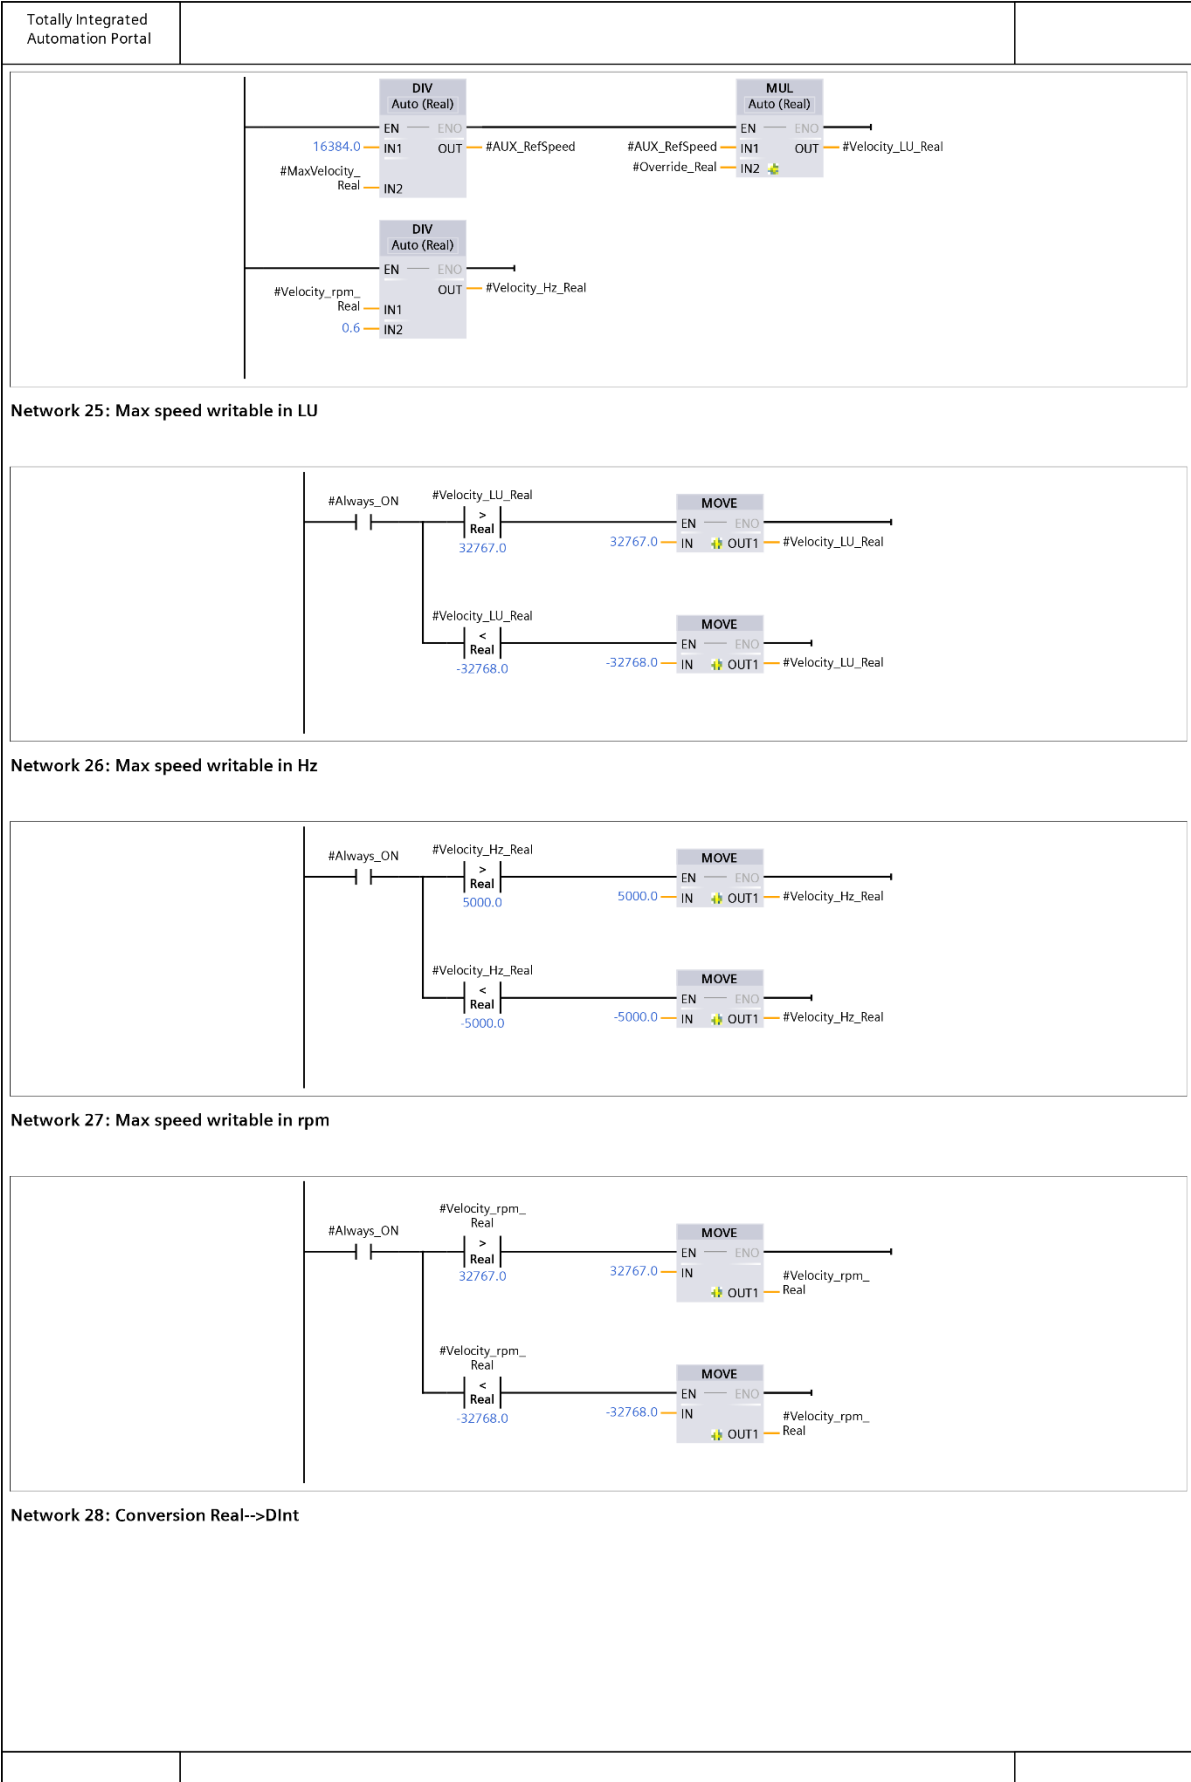 Totally Integrated
Automation Portal
DIV
Auto (Real)
EN ENO
16384.0 IN1 OUT #AUX_RefSpeed
#MaxVelocity_
Real IN2
MUL
Auto (Real)
EN ENO
#AUX_RefSpeed IN1 OUT #Velocity_LU_Real
#Override_Real IN2
DIV
Auto (Real)
EN ENO
OUT #Velocity_Hz_Real
#Velocity_rpm_
Real IN1
0.6 IN2
Network 25: Max speed writable in LU
#Always_ON
#Velocity_LU_Real
>
Real
32767.0
MOVE
EN ENO
32767.0 IN OUT1 #Velocity_LU_Real
#Velocity_LU_Real
<
Real
-32768.0
MOVE
EN ENO
-32768.0 IN OUT1 #Velocity_LU_Real
Network 26: Max speed writable in Hz
#Always_ON
#Velocity_Hz_Real
>
Real
5000.0
MOVE
EN ENO
5000.0 IN OUT1 #Velocity_Hz_Real
#Velocity_Hz_Real
<
Real
-5000.0
MOVE
EN ENO
-5000.0 IN OUT1 #Velocity_Hz_Real
Network 27: Max speed writable in rpm
#Always_ON
#Velocity_rpm_
Real
>
Real
32767.0
MOVE
EN ENO
32767.0 IN
#Velocity_rpm_
OUT1 Real
#Velocity_rpm_
Real
<
Real
-32768.0
MOVE
EN ENO
-32768.0 IN
#Velocity_rpm_
OUT1 Real
Network 28: Conversion Real-->DInt